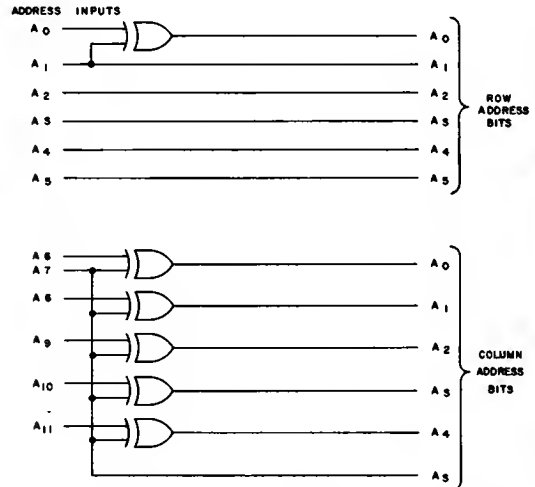 ADDRESS INPUTS
A0 A0
A1 A1
A2 A2
A3 A3
A4 A4
A5 A5
ROW
ADDRESS
BITS
A6
A7 A0
A8 A1
A9 A2
A10 A3
A11 A4
A5
COLUMN
ADDRESS
BITS